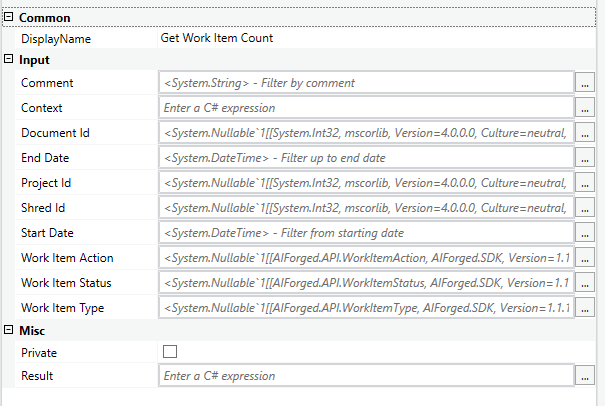 Common
DisplayName Get Work Item Count
Input
Comment <System.String> - Filter by comment ...
Context Enter a C# expression ...
Document Id <System.Nullable`1[[System.Int32, mscorlib, Version=4.0.0.0, Culture=neutral, ...
End Date <System.DateTime> - Filter up to end date ...
Project Id <System.Nullable`1[[System.Int32, mscorlib, Version=4.0.0.0, Culture=neutral, ...
Shred Id <System.Nullable`1[[System.Int32, mscorlib, Version=4.0.0.0, Culture=neutral, ...
Start Date <System.DateTime> - Filter from starting date ...
Work Item Action <System.Nullable`1[[AIForged.API.WorkItemAction, AIForged.SDK, Version=1.1 ...
Work Item Status <System.Nullable`1[[AIForged.API.WorkItemStatus, AIForged.SDK, Version=1.1. ...
Work Item Type <System.Nullable`1[[AIForged.API.WorkItemType, AIForged.SDK, Version=1.1.1 ...
Misc
Private
Result Enter a C# expression ...